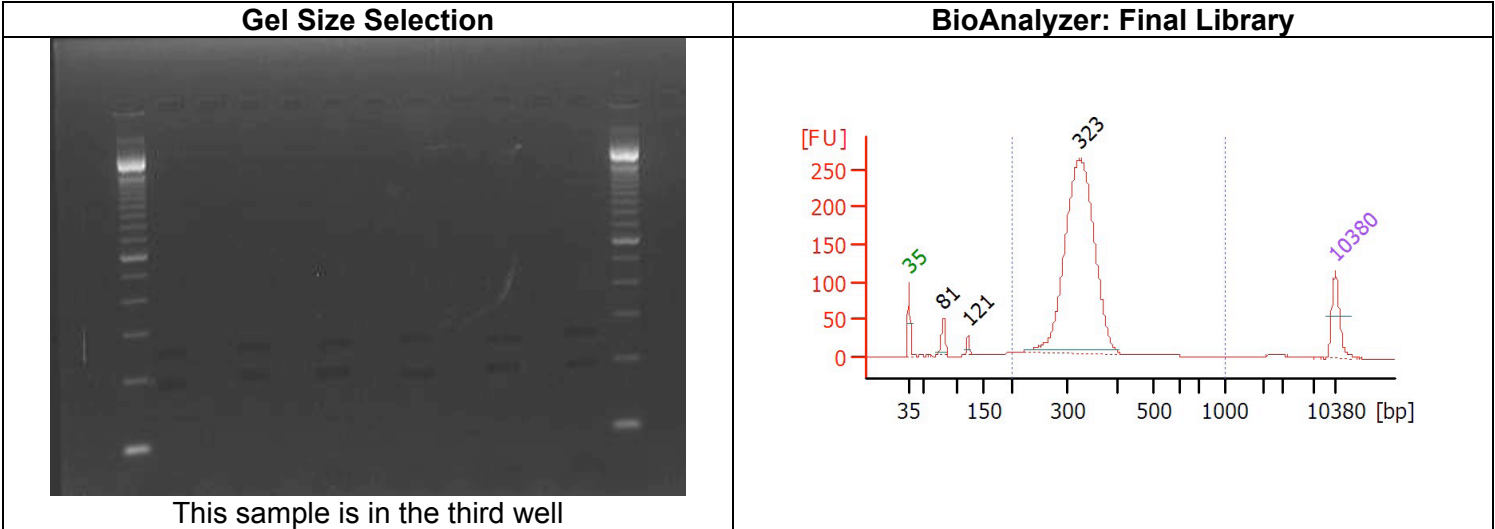 Gel Size Selection
BioAnalyzer: Final Library
This sample is in the third well
[FU]
250
200
150
100
50
0
35
81
121
323
10380
35 150 300 500 1000 10380 [bp]